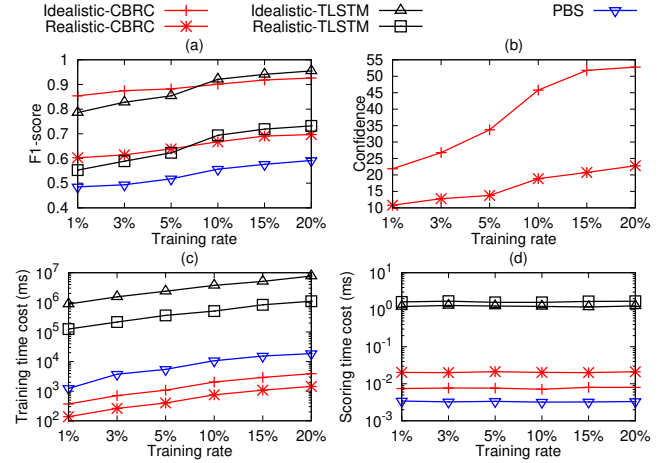 Idealistic-CBRC
Realistic-CBRC
Idealistic-TLSTM
Realistic-TLSTM
PBS
(a)
1
0.9
0.8
0.7
0.6
0.5
0.4
F1-score
1% 3% 5% 10% 15% 20%
Training rate
(b)
55
50
45
40
35
30
25
20
15
10
Confidence
1% 3% 5% 10% 15% 20%
Training rate
(c)
10^7
10^6
10^5
10^4
10^3
10^2
Training time cost (ms)
1% 3% 5% 10% 15% 20%
Training rate
(d)
10^1
10^0
10^-1
10^-2
10^-3
Scoring time cost (ms)
1% 3% 5% 10% 15% 20%
Training rate